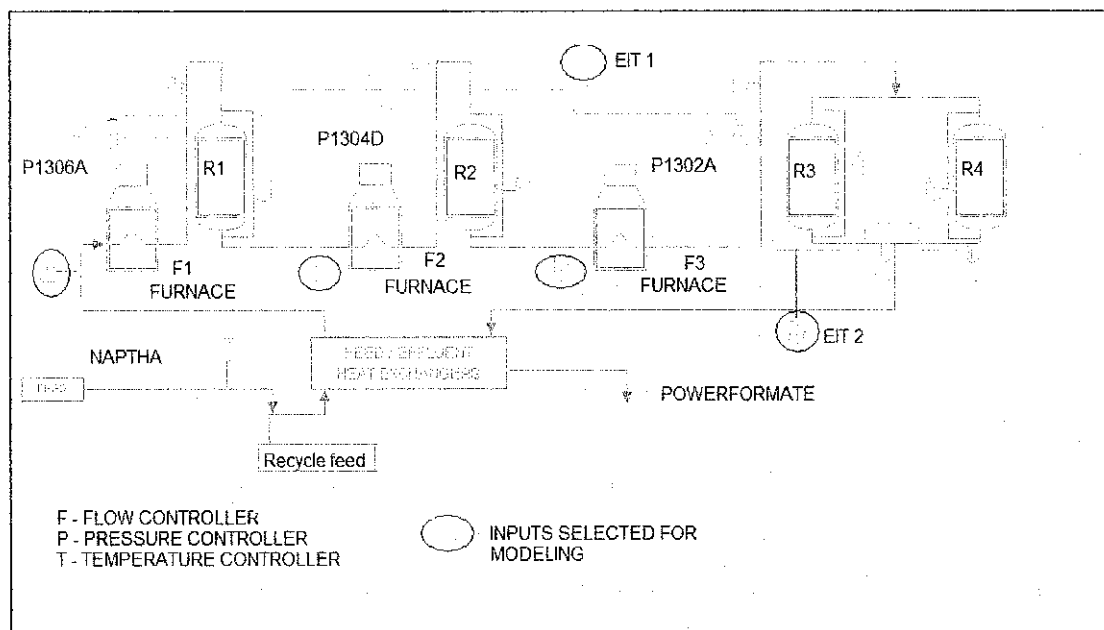 EIT 1
P1306A
R1
P1304D
R2
P1302A
R3
R4
F1
FURNACE
F2
FURNACE
F3
FURNACE
EIT 2
NAPTHA
FEED / EFFLUENT
HEAT EXCHANGERS
POWERFORMATE
Recycle feed
F - FLOW CONTROLLER
P - PRESSURE CONTROLLER
T - TEMPERATURE CONTROLLER
INPUTS SELECTED FOR
MODELING